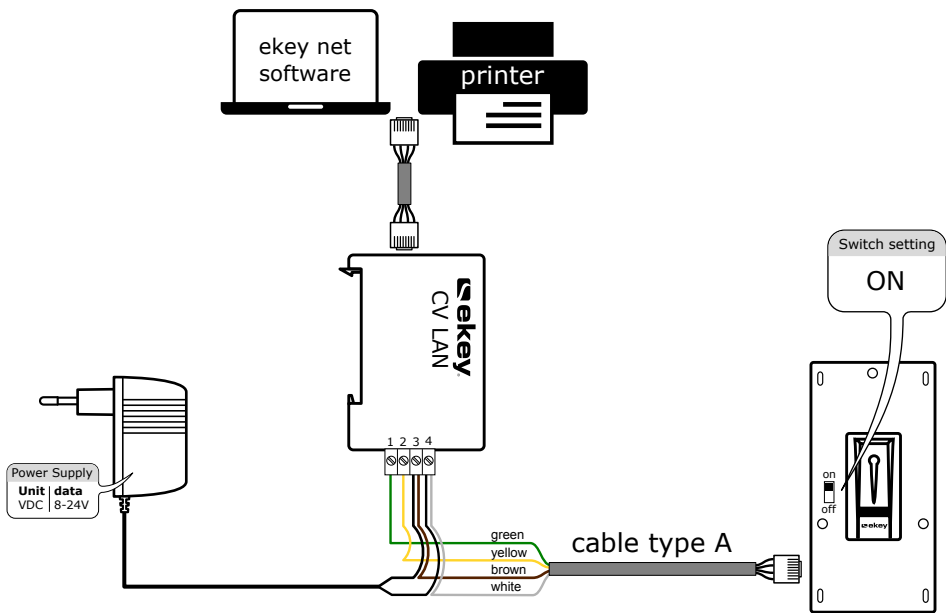 ekey net
software
printer
Switch setting
ON
ekey
CV LAN
1 2 3 4
Power Supply
Unit data
VDC 8-24V
on
off
ekey
green
yellow
brown
white
cable type A